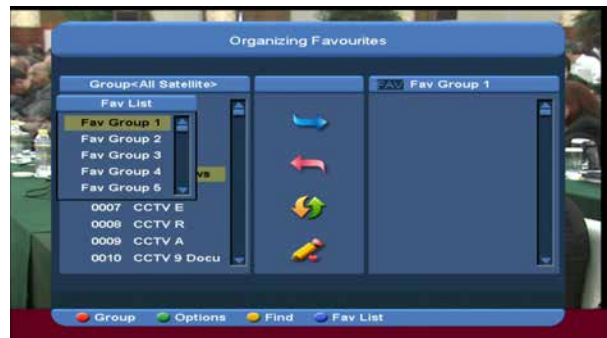 Organizing Favourites
Group<All Satellite>
FAV Fav Group 1
Fav List
Fav Group 1
Fav Group 2
Fav Group 3
Fav Group 4
Fav Group 5
0007 CCTV E
0008 CCTV R
0009 CCTV A
0010 CCTV 9 Docu
Group Options Find Fav List